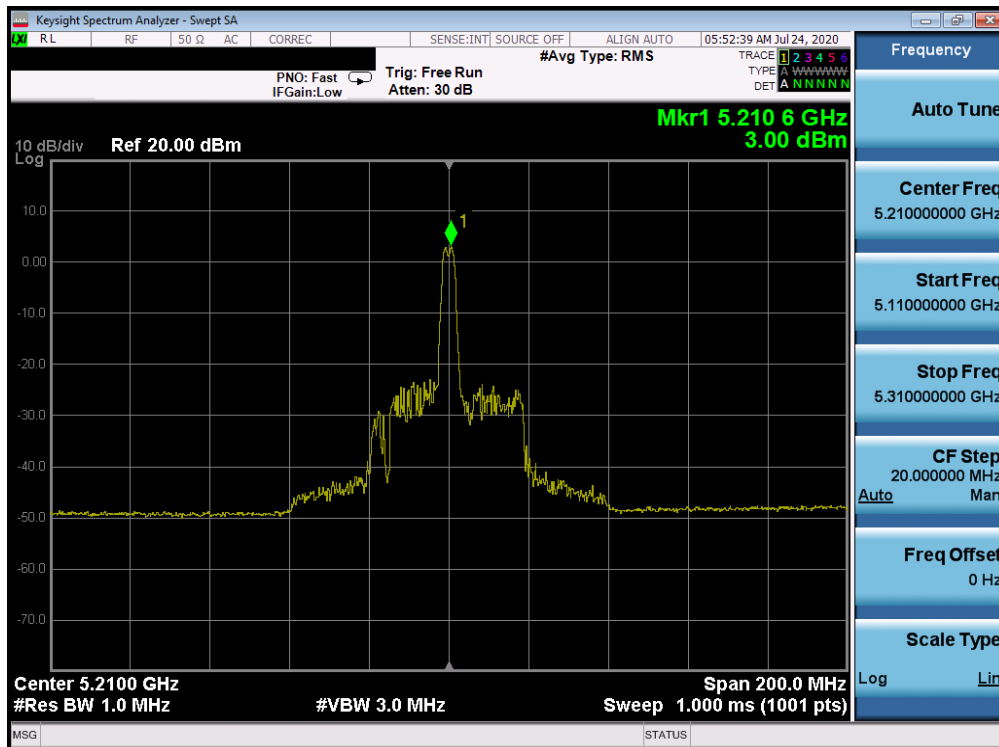 Keysight Spectrum Analyzer - Swept SA
LXI RL RF 50 Ω AC CORREC SENSE:INT SOURCE OFF ALIGN AUTO 05:52:39 AM Jul 24, 2020
#Avg Type: RMS TRACE 1 2 3 4 5 6
PNO: Fast Trig: Free Run TYPE A WWWWW
IFGain:Low Atten: 30 dB DET A N N N N N
Mkr1 5.210 6 GHz
3.00 dBm
10 dB/div Ref 20.00 dBm
Log
1
10.0
0.00
-10.0
-20.0
-30.0
-40.0
-50.0
-60.0
-70.0
Center 5.2100 GHz Span 200.0 MHz
#Res BW 1.0 MHz #VBW 3.0 MHz Sweep 1.000 ms (1001 pts)
MSG STATUS
Frequency
Auto Tune
Center Freq
5.210000000 GHz
Start Freq
5.110000000 GHz
Stop Freq
5.310000000 GHz
CF Step
20.000000 MHz
Auto Man
Freq Offset
0 Hz
Scale Type
Log Lin